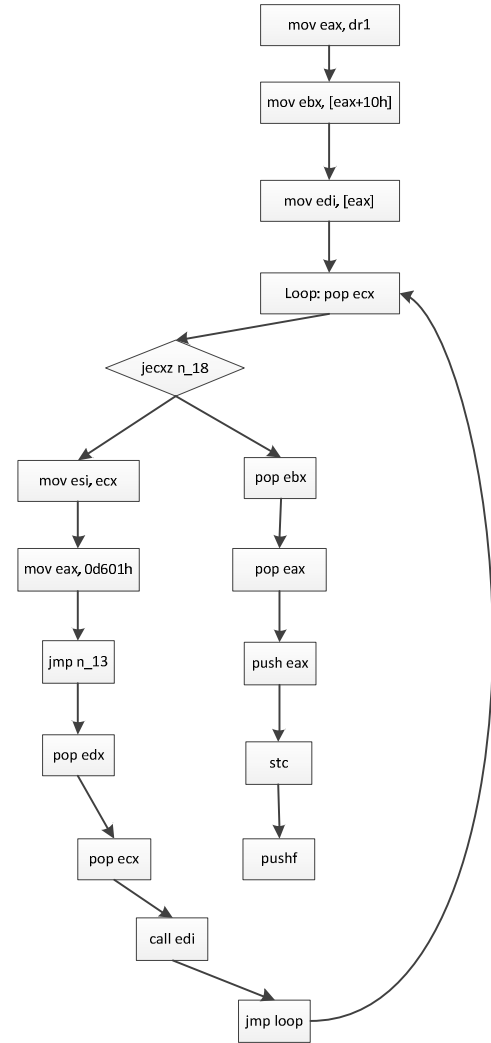 mov eax, dr1
mov ebx, [eax+10h]
mov edi, [eax]
Loop: pop ecx
jecxz n_18
mov esi, ecx
pop ebx
mov eax, 0d601h
pop eax
jmp n_13
push eax
pop edx
stc
pop ecx
pushf
call edi
jmp loop